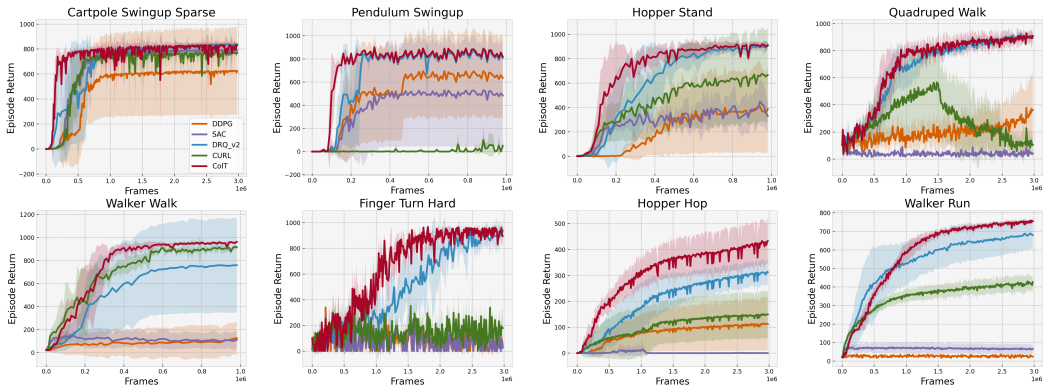 Cartpole Swingup Sparse
Pendulum Swingup
Hopper Stand
Quadruped Walk
Episode Return
1000
800
600
400
200
0
−200
0.0 0.5 1.0 1.5 2.0 2.5 3.0
1e6
Frames
DDPG
SAC
DRQ_v2
CURL
CoIT
Episode Return
1000
800
600
400
200
0
−200
0.0 0.2 0.4 0.6 0.8 1.0
1e6
Frames
Episode Return
1000
800
600
400
200
0
0.0 0.2 0.4 0.6 0.8 1.0
1e6
Frames
Episode Return
1000
800
600
400
200
0
0.0 0.5 1.0 1.5 2.0 2.5 3.0
1e6
Frames
Walker Walk
Finger Turn Hard
Hopper Hop
Walker Run
Episode Return
1200
1000
800
600
400
200
0
0.0 0.2 0.4 0.6 0.8 1.0
1e6
Frames
Episode Return
1000
800
600
400
200
0
0.0 0.5 1.0 1.5 2.0 2.5 3.0
1e6
Frames
Episode Return
500
400
300
200
100
0
0.0 0.5 1.0 1.5 2.0 2.5 3.0
1e6
Frames
Episode Return
800
700
600
500
400
300
200
100
0
0.0 0.5 1.0 1.5 2.0 2.5 3.0
1e6
Frames